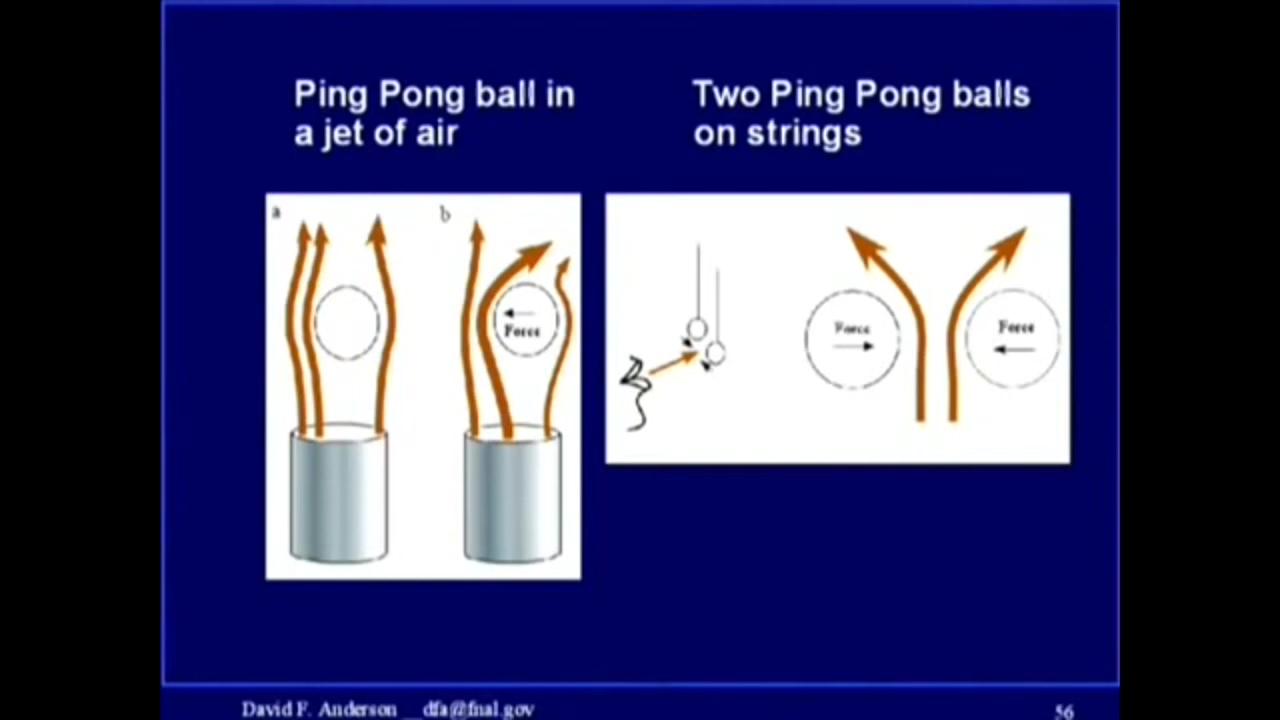 Ping Pong ball in
a jet of air
Two Ping Pong balls
on strings
a
b
Force
Force
Force
David F. Anderson __ dfa@fnal.gov
56